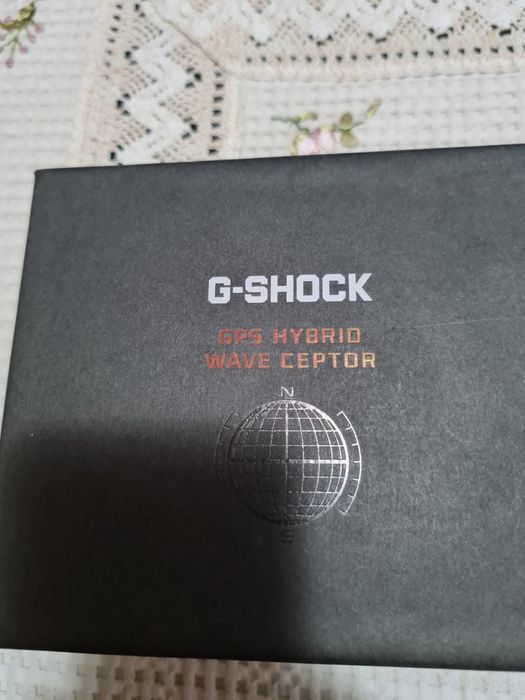 G-SHOCK
GPS HYBRID
WAVE CEPTOR
N
S